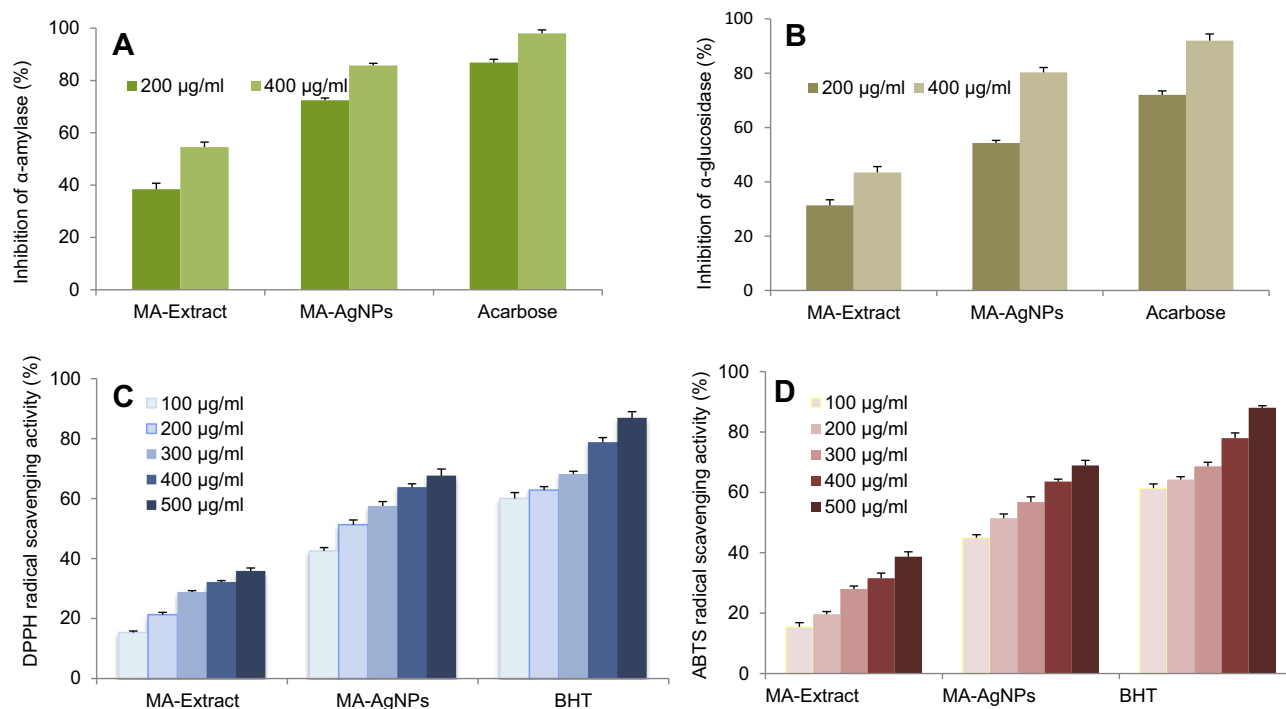 A
Inhibition of α-amylase (%)
100
80
60
40
20
0
200 µg/ml 400 µg/ml
MA-Extract MA-AgNPs Acarbose
B
Inhibition of α-glucosidase (%)
100
80
60
40
20
0
200 µg/ml 400 µg/ml
MA-Extract MA-AgNPs Acarbose
C
DPPH radical scavenging activity (%)
100
80
60
40
20
0
100 µg/ml
200 µg/ml
300 µg/ml
400 µg/ml
500 µg/ml
MA-Extract MA-AgNPs BHT
D
ABTS radical scavenging activity (%)
100
80
60
40
20
0
100 µg/ml
200 µg/ml
300 µg/ml
400 µg/ml
500 µg/ml
MA-Extract MA-AgNPs BHT